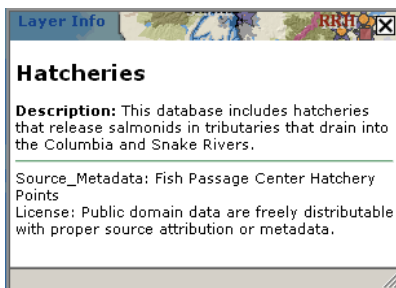 Layer Info
RRH
Hatcheries
Description: This database includes hatcheries
that release salmonids in tributaries that drain into
the Columbia and Snake Rivers.
Source_Metadata: Fish Passage Center Hatchery
Points
License: Public domain data are freely distributable
with proper source attribution or metadata.